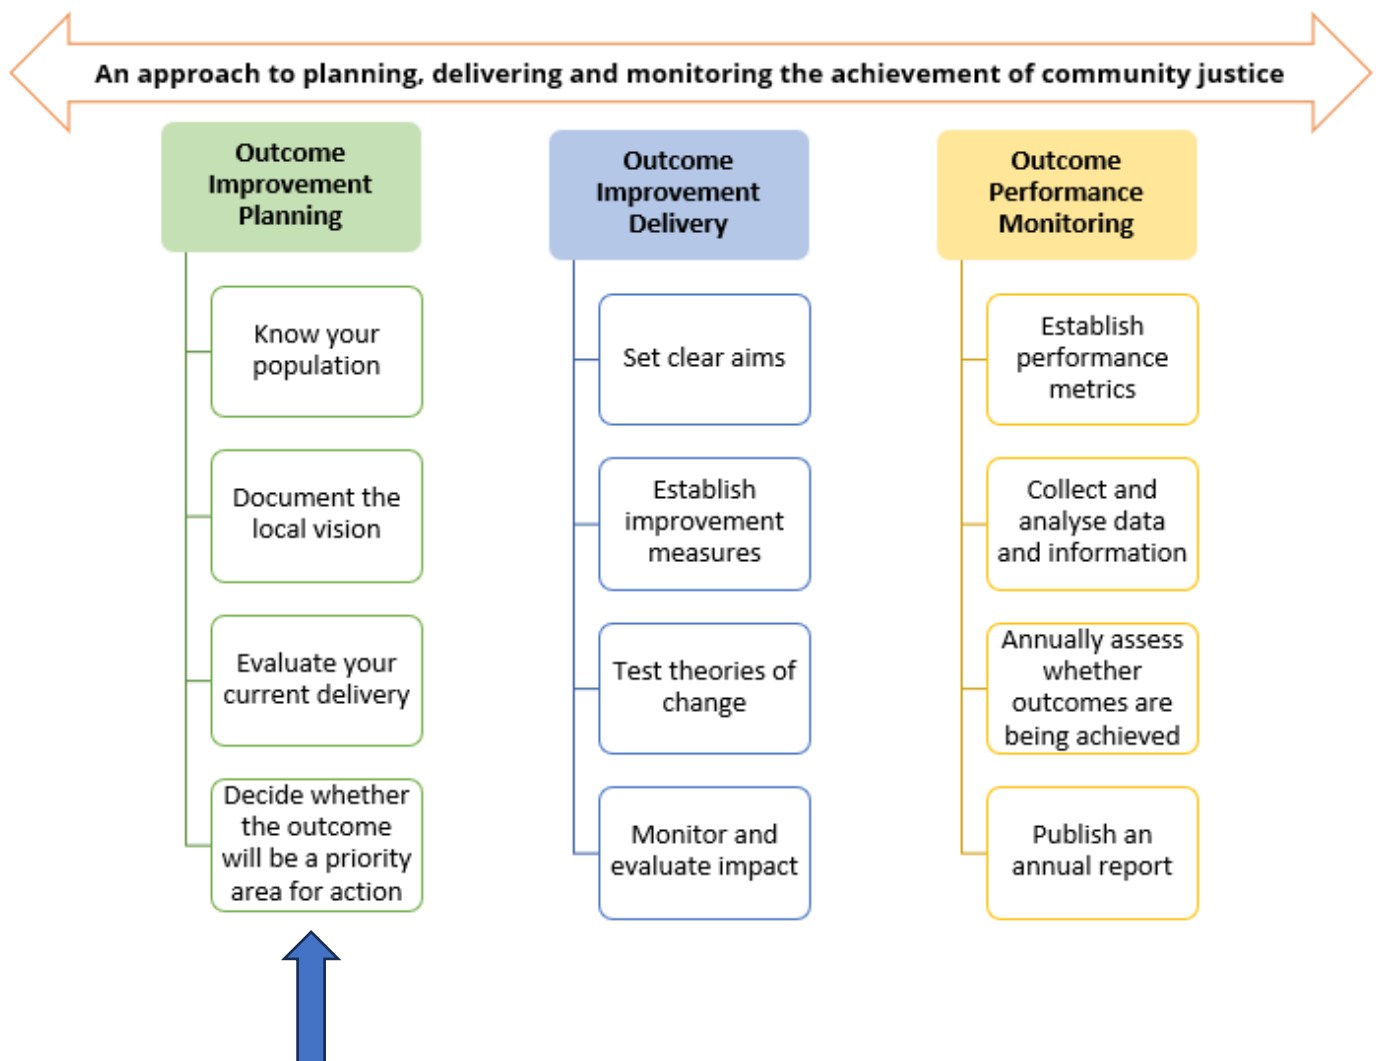 An approach to planning, delivering and monitoring the achievement of community justice
Outcome
Improvement
Planning
Know your
population
Document the
local vision
Evaluate your
current delivery
Decide whether
the outcome
will be a priority
area for action
Outcome
Improvement
Delivery
Set clear aims
Establish
improvement
measures
Test theories of
change
Monitor and
evaluate impact
Outcome
Performance
Monitoring
Establish
performance
metrics
Collect and
analyse data
and information
Annually assess
whether
outcomes are
being achieved
Publish an
annual report